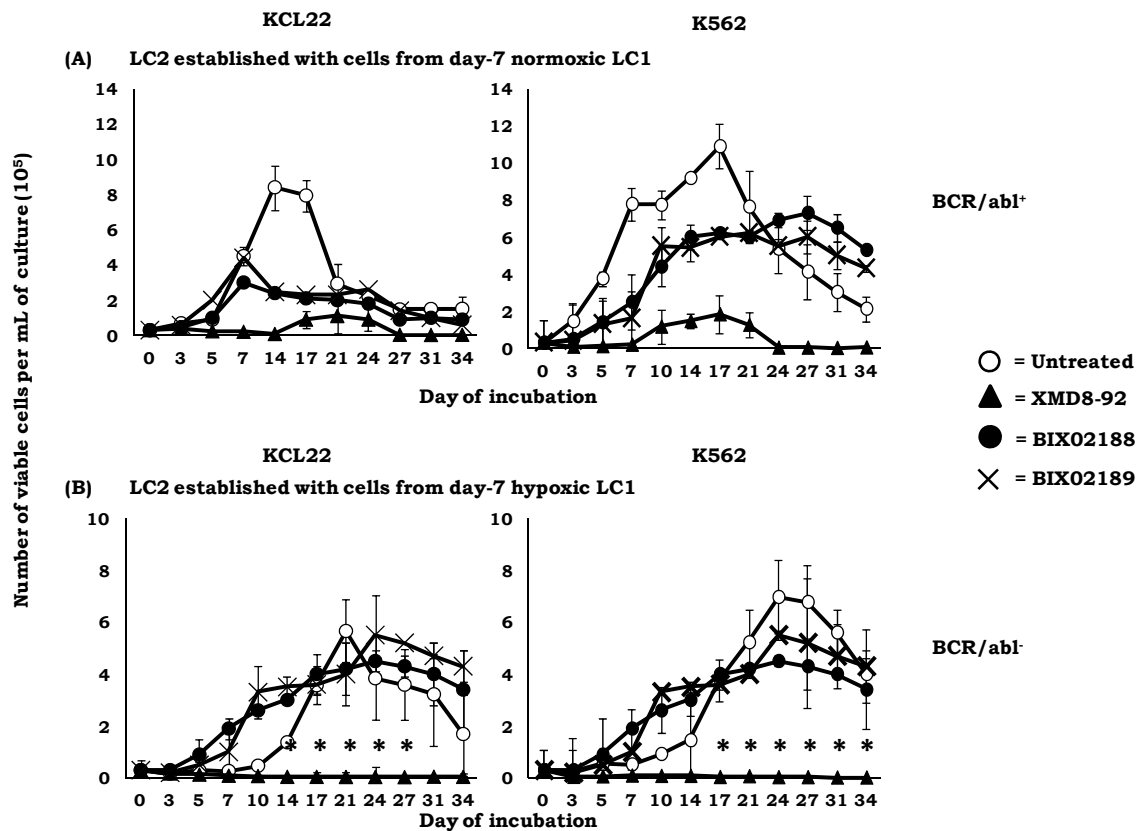 KCL22
K562
(A) LC2 established with cells from day-7 normoxic LC1
14
12
10
8
6
4
2
0
0 3 5 7 14 17 21 24 27 31 34
14
12
10
8
6
4
2
0
0 3 5 7 10 14 17 21 24 27 31 34
Day of incubation
BCR/abl⁺
Number of viable cells per mL of culture (10⁵)
= Untreated
= XMD8-92
= BIX02188
= BIX02189
KCL22
K562
(B) LC2 established with cells from day-7 hypoxic LC1
10
8
6
4
2
0
* * * * *
0 3 5 7 10 14 17 21 24 27 31 34
10
8
6
4
2
0
* * * * * *
0 3 5 7 10 14 17 21 24 27 31 34
Day of incubation
BCR/abl⁻